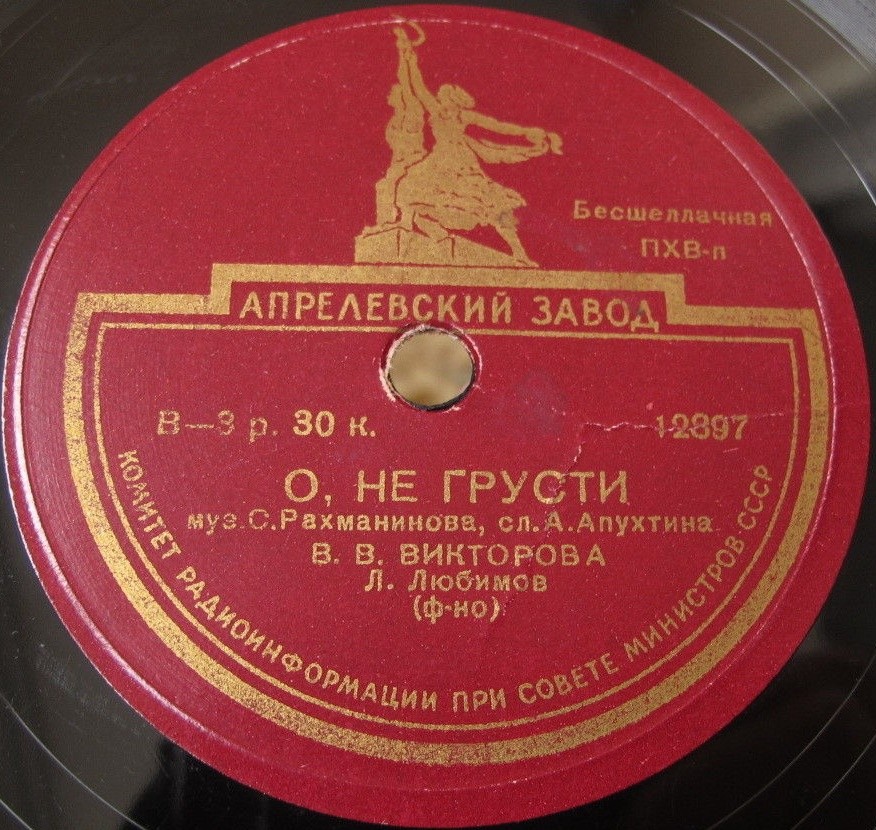 Бесшеллачная
ПХВ-п
АПРЕЛЕВСКИЙ ЗАВОД
В—3 р. 30 к.
12897
О, НЕ ГРУСТИ
муз. С. Рахманинова, сл. А. Апухтина
В. В. ВИКТОРОВА
Л. Любимов
(ф-но)
КОМИТЕТ РАДИОИНФОРМАЦИИ ПРИ СОВЕТЕ МИНИСТРОВ СССР